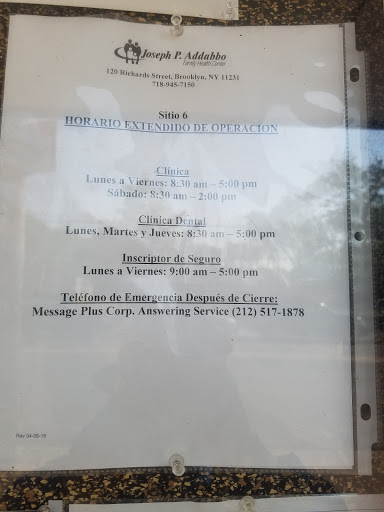 Joseph P. Addabbo
Family Health Center
120 Richards Street, Brooklyn, NY 11231
718-945-7150
Sitio 6
HORARIO EXTENDIDO DE OPERACION
Clínica
Lunes a Viernes: 8:30 am – 5:00 pm
Sábado: 8:30 am – 2:00 pm
Clínica Dental
Lunes, Martes y Jueves: 8:30 am – 5:00 pm
Inscriptor de Seguro
Lunes a Viernes: 9:00 am – 5:00 pm
Teléfono de Emergencia Después de Cierre:
Message Plus Corp. Answering Service (212) 517-1878